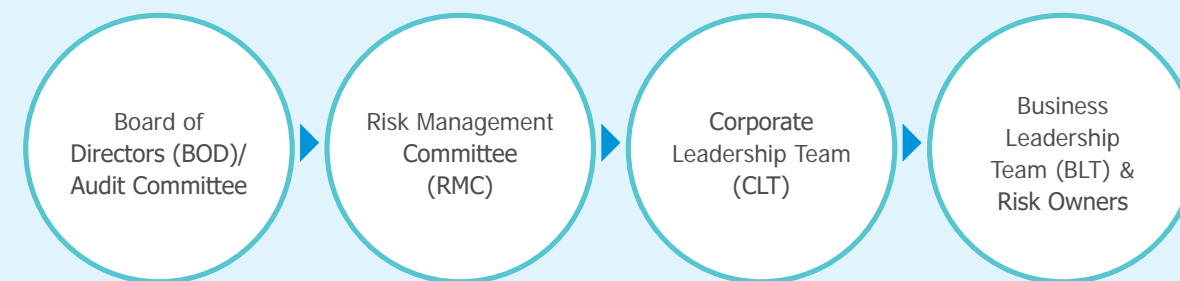 Board of
Directors (BOD)/
Audit Committee
Risk Management
Committee
(RMC)
Corporate
Leadership Team
(CLT)
Business
Leadership
Team (BLT) &
Risk Owners